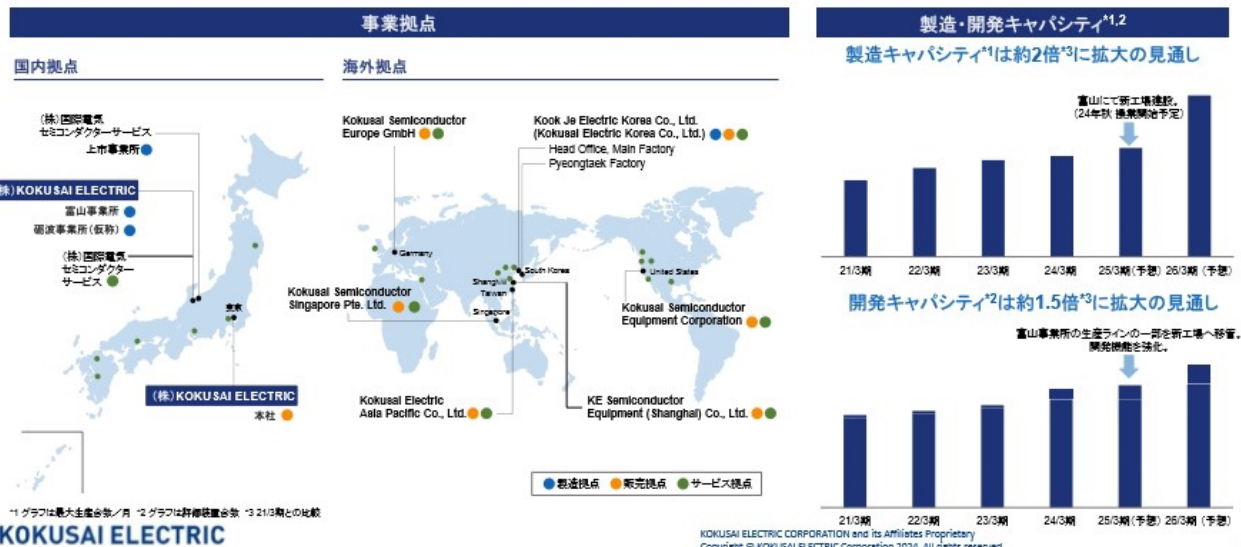 事業拠点
国内拠点
(株)国際電気
セミコンダクターサービス
上市事業所
(株)KOKUSAI ELECTRIC
富山事業所
砺波事業所(仮称)
(株)国際電気
セミコンダクター
サービス
東京
(株)KOKUSAI ELECTRIC
本社
海外拠点
Kokusai Semiconductor
Europe GmbH
Kook Je Electric Korea Co., Ltd.
(Kokusai Electric Korea Co., Ltd.)
Head Office, Main Factory
Pyeongtaek Factory
Germany
South Korea
Shanghai
Taiwan
Singapore
United States
Kokusai Semiconductor
Singapore Pte. Ltd.
Kokusai Semiconductor
Equipment Corporation
Kokusai Electric
Asia Pacific Co., Ltd.
KE Semiconductor
Equipment (Shanghai) Co., Ltd.
製造拠点 販売拠点 サービス拠点
製造・開発キャパシティ*1,2
製造キャパシティ*1は約2倍*3に拡大の見通し
富山にて新工場建設。
(24年秋 操業開始予定)
21/3期 22/3期 23/3期 24/3期 25/3期(予想) 26/3期(予想)
開発キャパシティ*2は約1.5倍*3に拡大の見通し
富山事業所の生産ラインの一部を新工場へ移管。
開発機能を強化。
21/3期 22/3期 23/3期 24/3期 25/3期(予想) 26/3期(予想)
*1 グラフは最大生産台数/月 *2 グラフは評価装置台数 *3 21/3期との比較
KOKUSAI ELECTRIC
KOKUSAI ELECTRIC CORPORATION and its Affiliates Proprietary
Copyright © KOKUSAI ELECTRIC Corporation 2024. All rights reserved